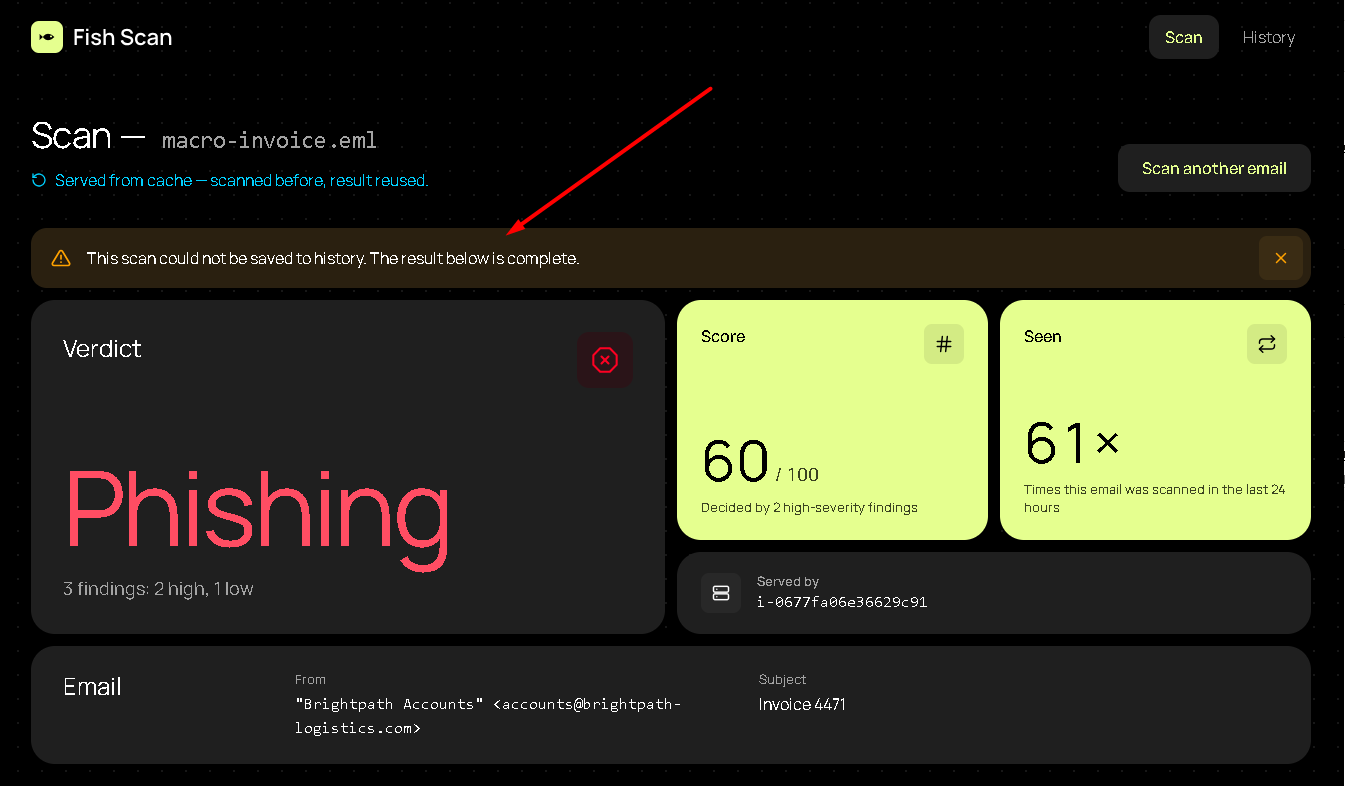 Fish Scan
Scan
History
Scan — macro-invoice.eml
Served from cache — scanned before, result reused.
Scan another email
This scan could not be saved to history. The result below is complete.
Verdict
Phishing
3 findings: 2 high, 1 low
Score
#
60 / 100
Decided by 2 high-severity findings
Seen
61×
Times this email was scanned in the last 24
hours
Served by
i-0677fa06e36629c91
Email
From
"Brightpath Accounts" <accounts@brightpath-
logistics.com>
Subject
Invoice 4471